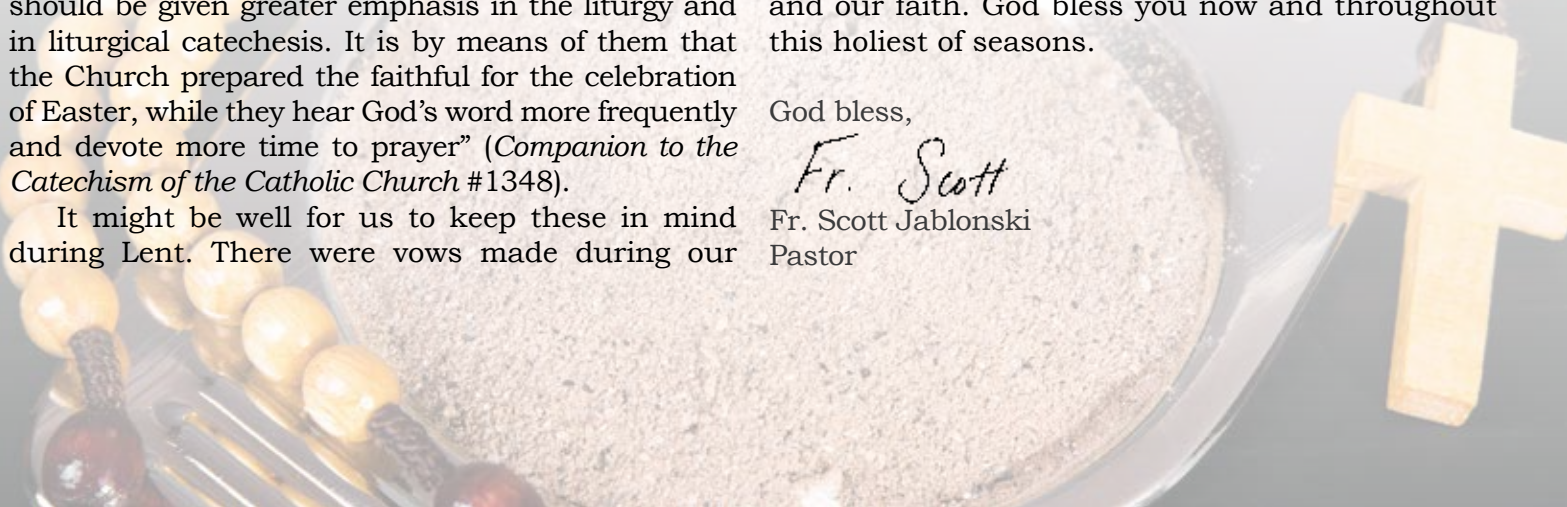 should be given greater emphasis in the liturgy and
in liturgical catechesis. It is by means of them that
the Church prepared the faithful for the celebration
of Easter, while they hear God’s word more frequently
and devote more time to prayer” (Companion to the
Catechism of the Catholic Church #1348).
It might be well for us to keep these in mind
during Lent. There were vows made during our
and our faith. God bless you now and throughout
this holiest of seasons.
God bless,
Fr. Scott
Fr. Scott Jablonski
Pastor